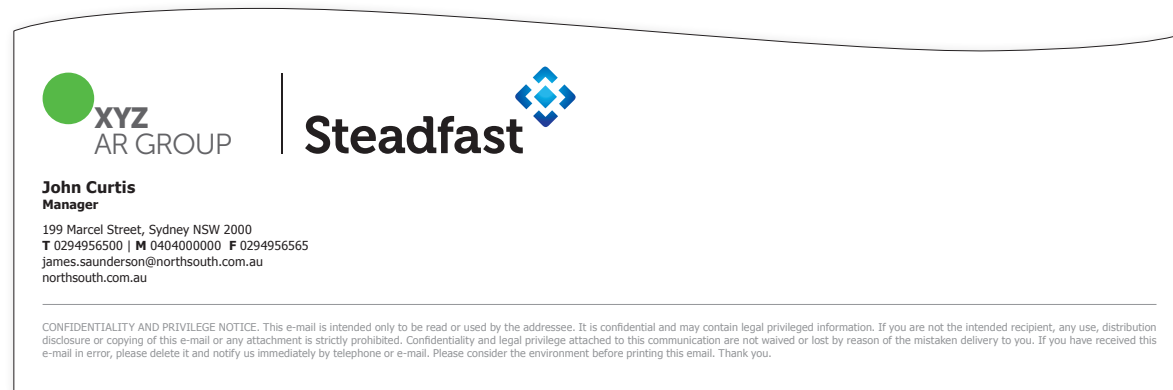 XYZ
AR GROUP
Steadfast
John Curtis
Manager
199 Marcel Street, Sydney NSW 2000
T 0294956500 | M 0404000000 F 0294956565
james.saunderson@northsouth.com.au
northsouth.com.au
CONFIDENTIALITY AND PRIVILEGE NOTICE. This e-mail is intended only to be read or used by the addressee. It is confidential and may contain legal privileged information. If you are not the intended recipient, any use, distribution
disclosure or copying of this e-mail or any attachment is strictly prohibited. Confidentiality and legal privilege attached to this communication are not waived or lost by reason of the mistaken delivery to you. If you have received this
e-mail in error, please delete it and notify us immediately by telephone or e-mail. Please consider the environment before printing this email. Thank you.